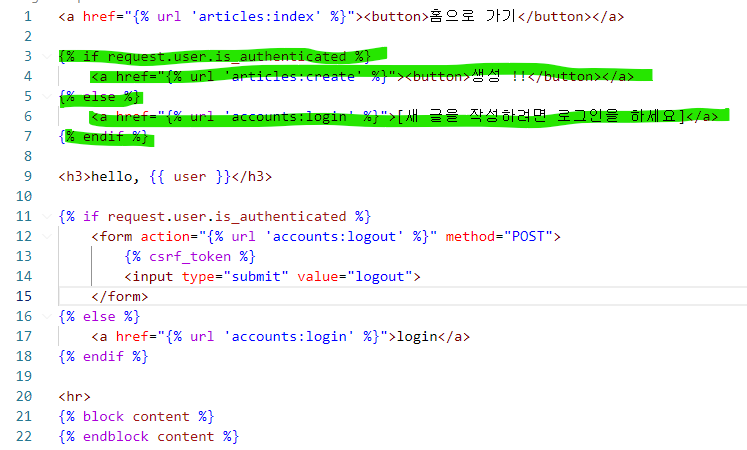 1 <a href="{% url 'articles:index' %}"><button>홈으로 가기</button></a>
2
3 {% if request.user.is_authenticated %}
4 <a href="{% url 'articles:create' %}"><button>생성 !!</button></a>
5 {% else %}
6 <a href="{% url 'accounts:login' %}">[새 글을 작성하려면 로그인을 하세요]</a>
7 {% endif %}
8
9 <h3>hello, {{ user }}</h3>
10
11 {% if request.user.is_authenticated %}
12 <form action="{% url 'accounts:logout' %}" method="POST">
13 {% csrf_token %}
14 <input type="submit" value="logout">
15 </form>
16 {% else %}
17 <a href="{% url 'accounts:login' %}">login</a>
18 {% endif %}
19
20 <hr>
21 {% block content %}
22 {% endblock content %}